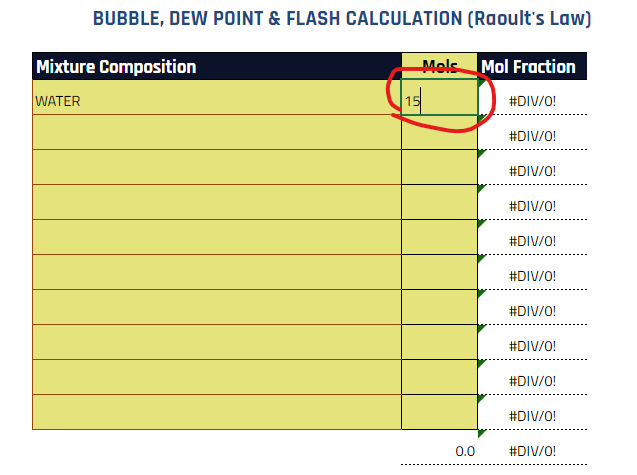 BUBBLE, DEW POINT & FLASH CALCULATION (Raoult's Law)
Mixture Composition Mols Mol Fraction
WATER 15 #DIV/0!
#DIV/0!
#DIV/0!
#DIV/0!
#DIV/0!
#DIV/0!
#DIV/0!
#DIV/0!
#DIV/0!
#DIV/0!
0.0 #DIV/0!